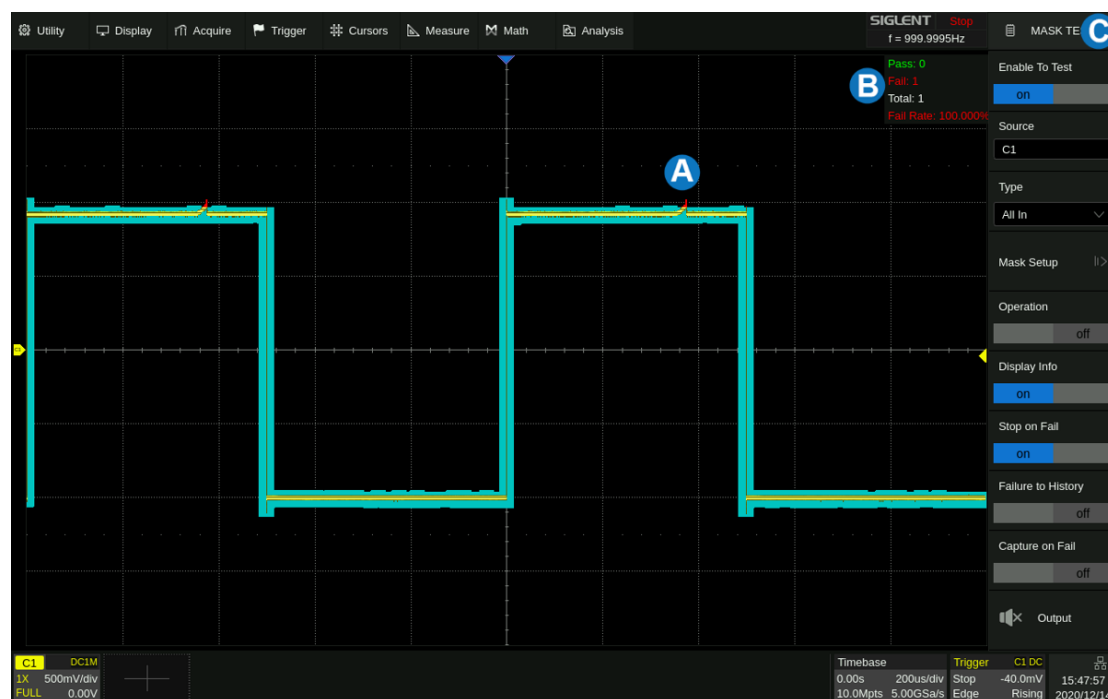 Utility Display Acquire Trigger Cursors Measure Math Analysis
SIGLENT Stop
f = 999.9995Hz
MASK TE
C
Pass: 0
Fail: 1
Total: 1
Fail Rate: 100.000%
B
A
Enable To Test
on
Source
C1
Type
All In
Mask Setup
Operation
off
Display Info
on
Stop on Fail
on
Failure to History
off
Capture on Fail
off
Output
C1 DC1M
1X 500mV/div
FULL 0.00V
Timebase
0.00s 200us/div
10.0Mpts 5.00GSa/s
Trigger C1 DC
Stop -40.0mV
Edge Rising
15:47:57
2020/12/14